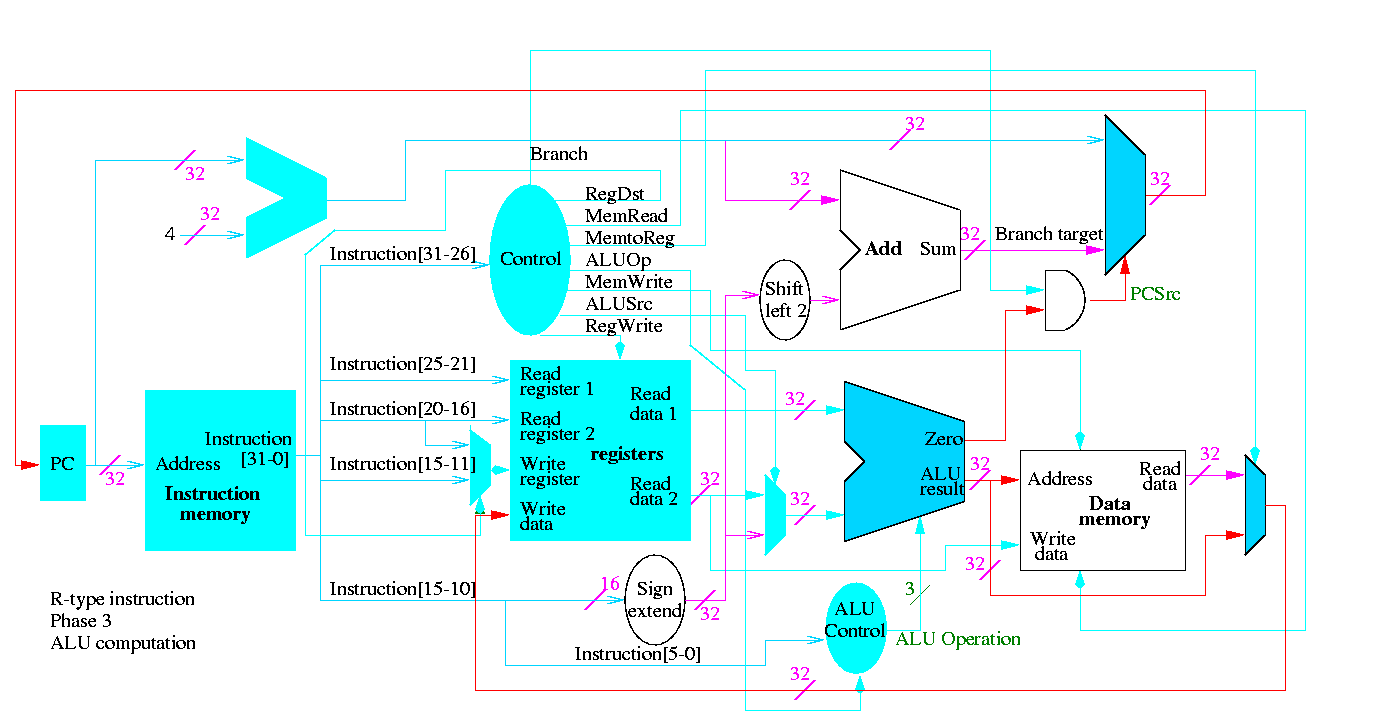 32
Branch
32
32
32
RegDst
32
32
MemRead
4
MemtoReg
32
Branch target
Add
Sum
Instruction[31-26]
Control
ALUOp
MemWrite
Shift
left 2
PCSrc
ALUSrc
RegWrite
Instruction[25-21]
Read
register 1
Read
data 1
32
Instruction[20-16]
Read
register 2
Instruction
[31-0]
Zero
registers
PC
Address
32
Instruction[15-11]
Write
register
Read
data 2
32
32
ALU
result
32
Address
Read
data
32
Instruction
memory
Write
data
Data
memory
Write
data
32
Instruction[15-10]
16
Sign
extend
32
3
R-type instruction
Phase 3
ALU computation
ALU
Control
ALU Operation
Instruction[5-0]
32